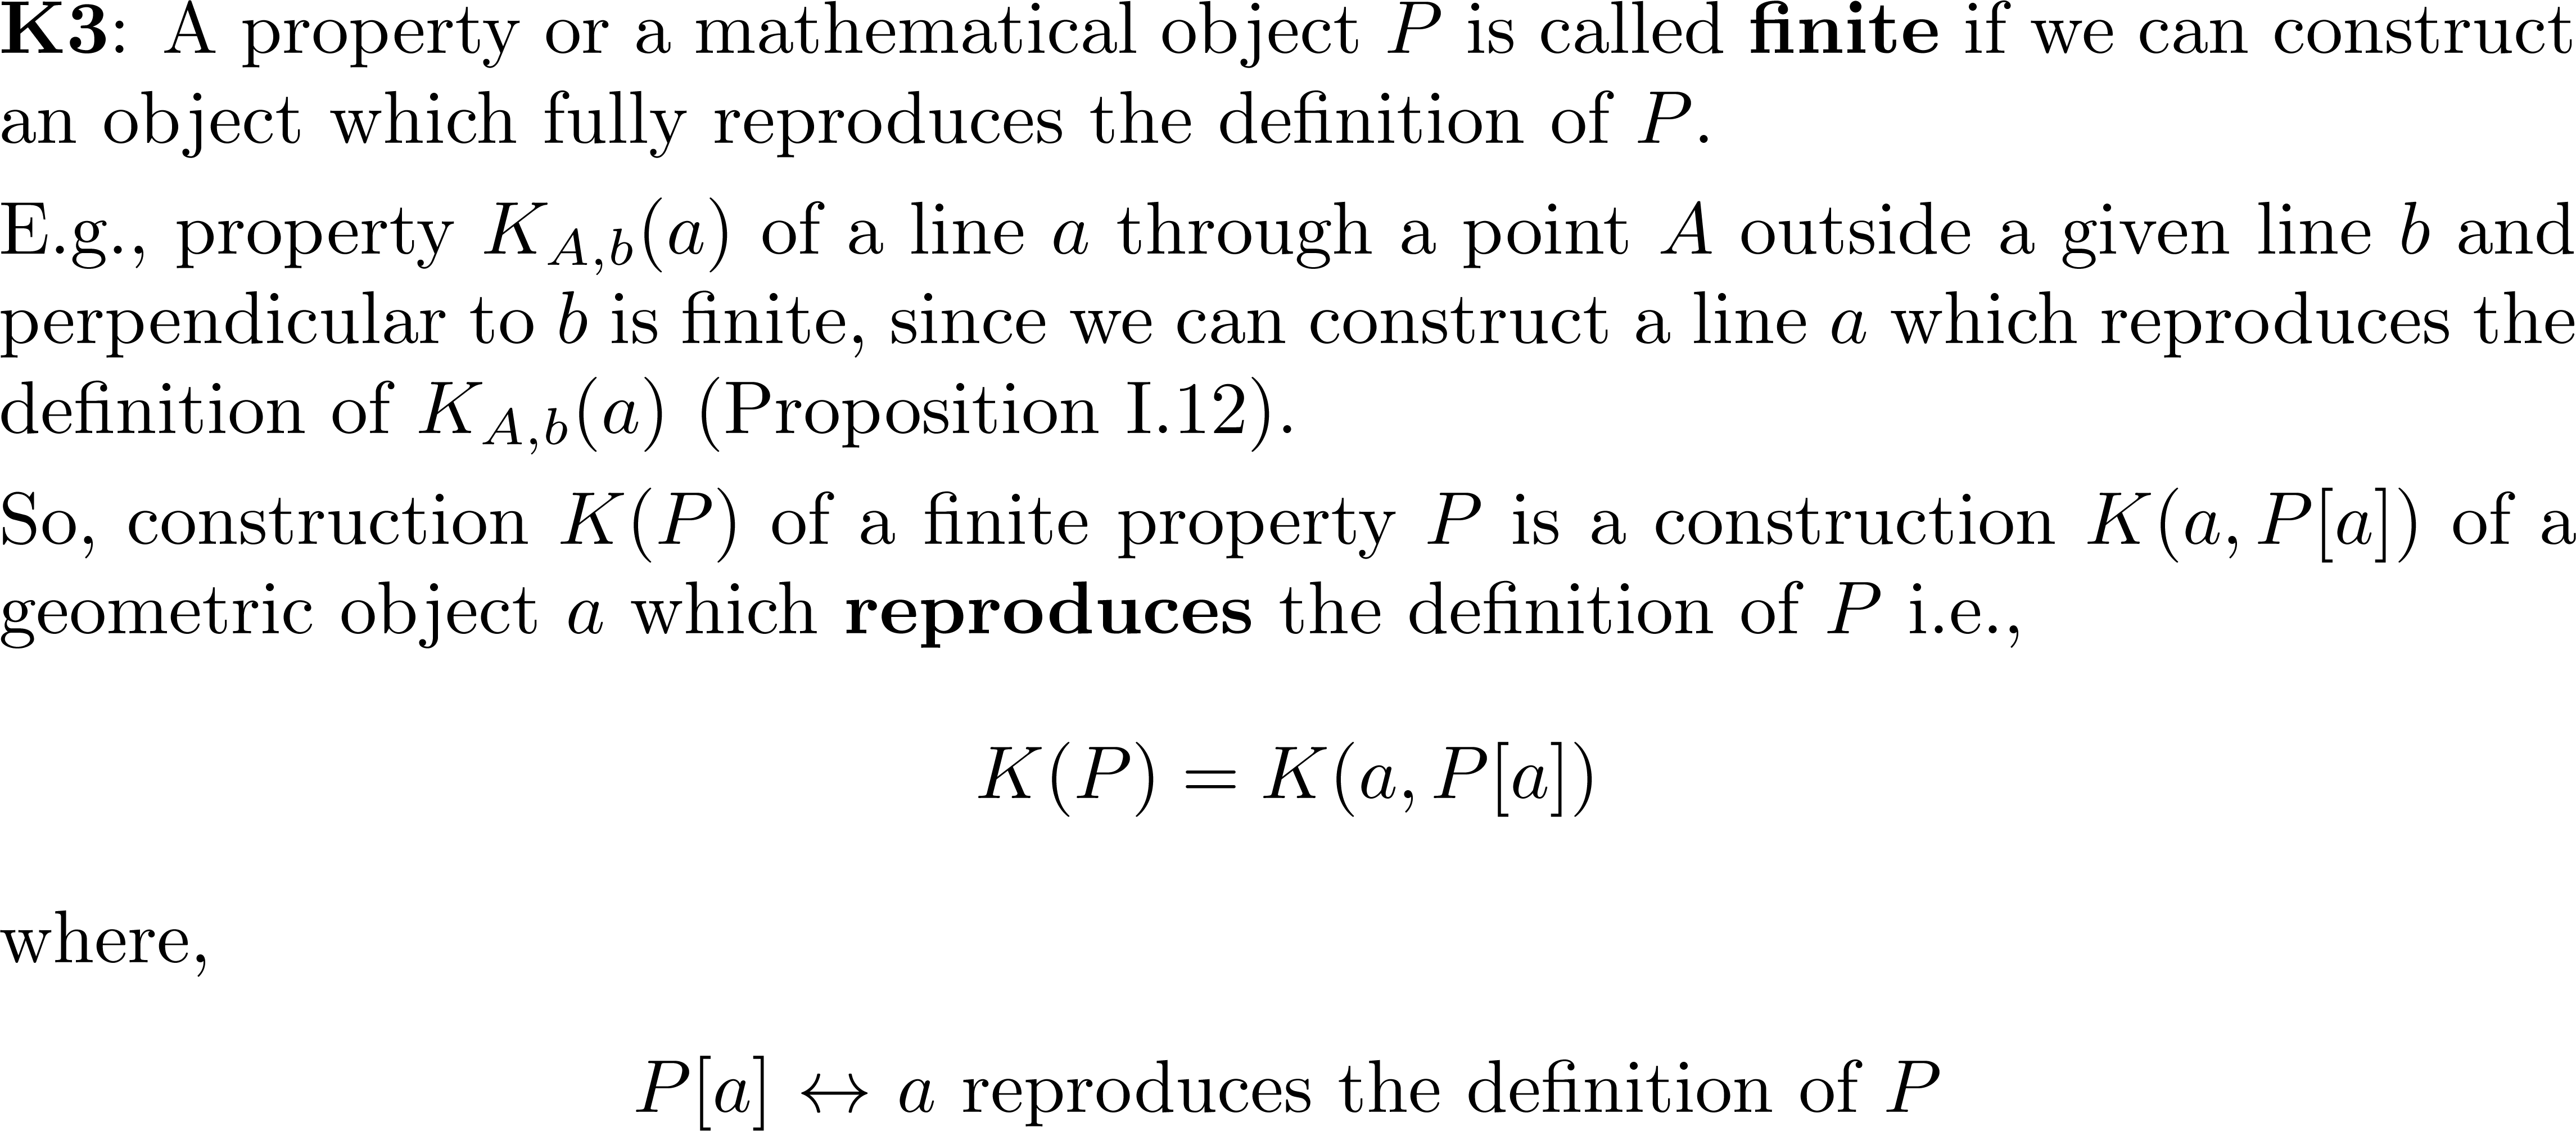 K3: A property or a mathematical object P is called finite if we can construct
an object which fully reproduces the definition of P.
E.g., property K_{A,b}(a) of a line a through a point A outside a given line b and
perpendicular to b is finite, since we can construct a line a which reproduces the
definition of K_{A,b}(a) (Proposition I.12).
So, construction K(P) of a finite property P is a construction K(a, P[a]) of a
geometric object a which reproduces the definition of P i.e.,
K(P) = K(a, P[a])
where,
P[a] ↔ a reproduces the definition of P